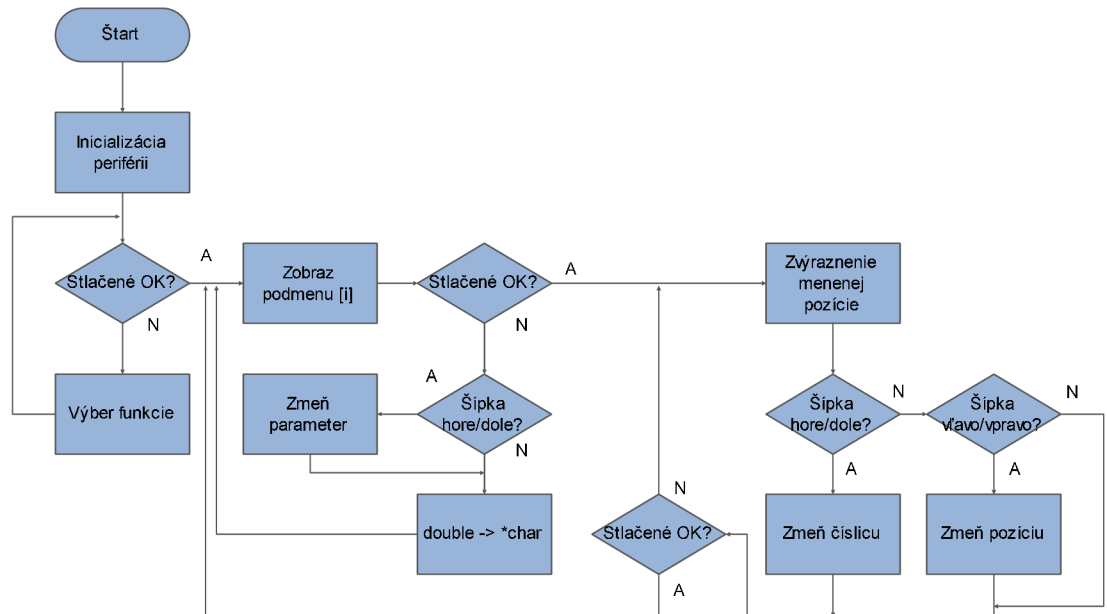 Štart
Inicializácia
periférii
Stlačené OK?
A
N
Výber funkcie
Zobraz
podmenu [i]
Stlačené OK?
A
N
Šípka
hore/dole?
A
N
Zmeň
parameter
double -> *char
Zvýraznenie
menenej
pozície
Šípka
hore/dole?
N
A
Šípka
vľavo/vpravo?
N
A
Zmeň číslicu
Zmeň pozíciu
Stlačené OK?
N
A